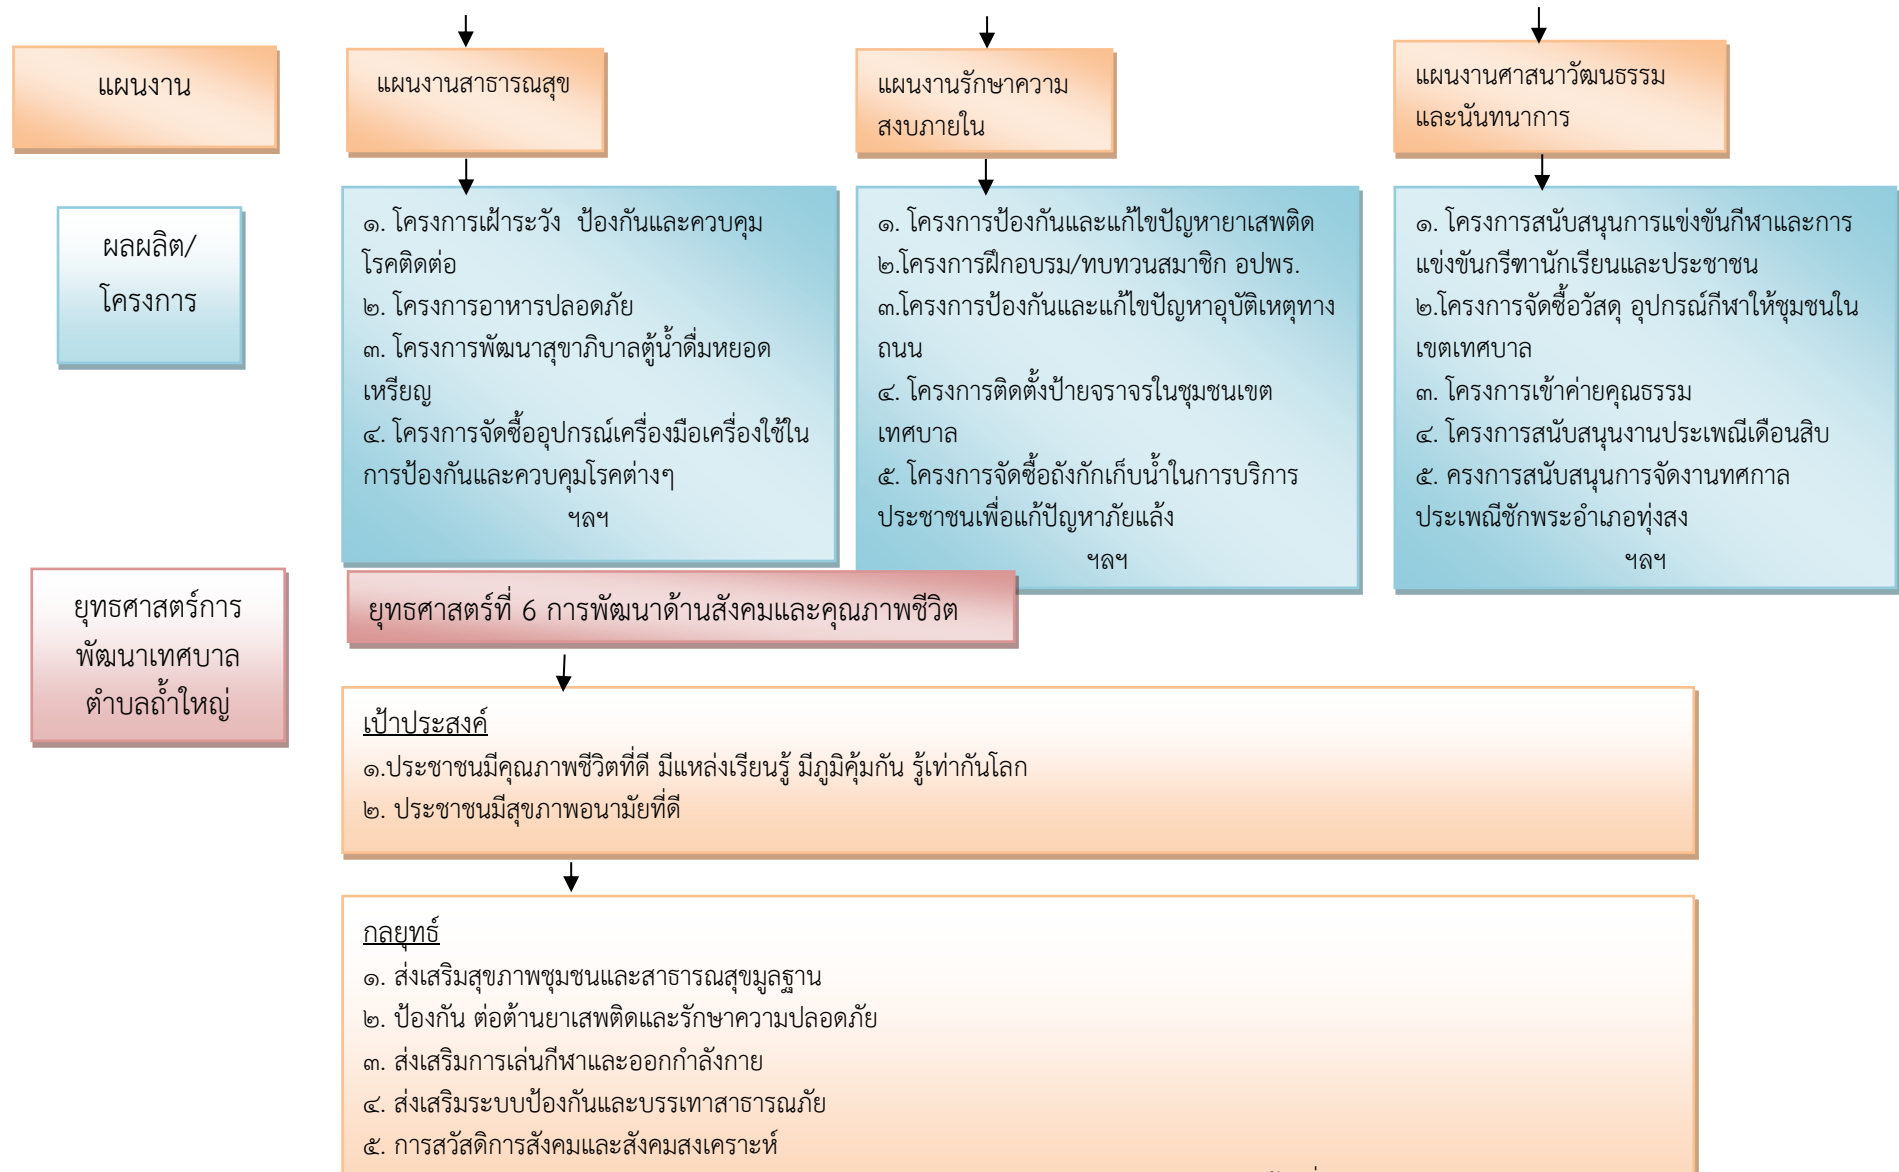 แผนงาน
แผนงานสาธารณสุข
แผนงานรักษาความ
สงบภายใน
แผนงานศาสนาวัฒนธรรม
และนันทนาการ
ผลผลิต/
โครงการ
๑. โครงการเฝ้าระวัง ป้องกันและควบคุม
โรคติดต่อ
๒. โครงการอาหารปลอดภัย
๓. โครงการพัฒนาสุขาภิบาลตู้น้ำดื่มหยอด
เหรียญ
๔. โครงการจัดซื้ออุปกรณ์เครื่องมือเครื่องใช้ใน
การป้องกันและควบคุมโรคต่างๆ
ฯลฯ
๑. โครงการป้องกันและแก้ไขปัญหายาเสพติด
๒.โครงการฝึกอบรม/ทบทวนสมาชิก อปพร.
๓.โครงการป้องกันและแก้ไขปัญหาอุบัติเหตุทาง
ถนน
๔. โครงการติดตั้งป้ายจราจรในชุมชนเขต
เทศบาล
๕. โครงการจัดซื้อถังกักเก็บน้ำในการบริการ
ประชาชนเพื่อแก้ปัญหาภัยแล้ง
ฯลฯ
๑. โครงการสนับสนุนการแข่งขันกีฬาและการ
แข่งขันกรีฑานักเรียนและประชาชน
๒.โครงการจัดซื้อวัสดุ อุปกรณ์กีฬาให้ชุมชนใน
เขตเทศบาล
๓. โครงการเข้าค่ายคุณธรรม
๔. โครงการสนับสนุนงานประเพณีเดือนสิบ
๕. ครงการสนับสนุนการจัดงานทศกาล
ประเพณีชักพระอำเภอทุ่งสง
ฯลฯ
ยุทธศาสตร์การ
พัฒนาเทศบาล
ตำบลถ้ำใหญ่
ยุทธศาสตร์ที่ 6 การพัฒนาด้านสังคมและคุณภาพชีวิต
เป้าประสงค์
๑.ประชาชนมีคุณภาพชีวิตที่ดี มีแหล่งเรียนรู้ มีภูมิคุ้มกัน รู้เท่ากันโลก
๒. ประชาชนมีสุขภาพอนามัยที่ดี
กลยุทธ์
๑. ส่งเสริมสุขภาพชุมชนและสาธารณสุขมูลฐาน
๒. ป้องกัน ต่อต้านยาเสพติดและรักษาความปลอดภัย
๓. ส่งเสริมการเล่นกีฬาและออกกำลังกาย
๔. ส่งเสริมระบบป้องกันและบรรเทาสาธารณภัย
๕. การสวัสดิการสังคมและสังคมสงเคราะห์